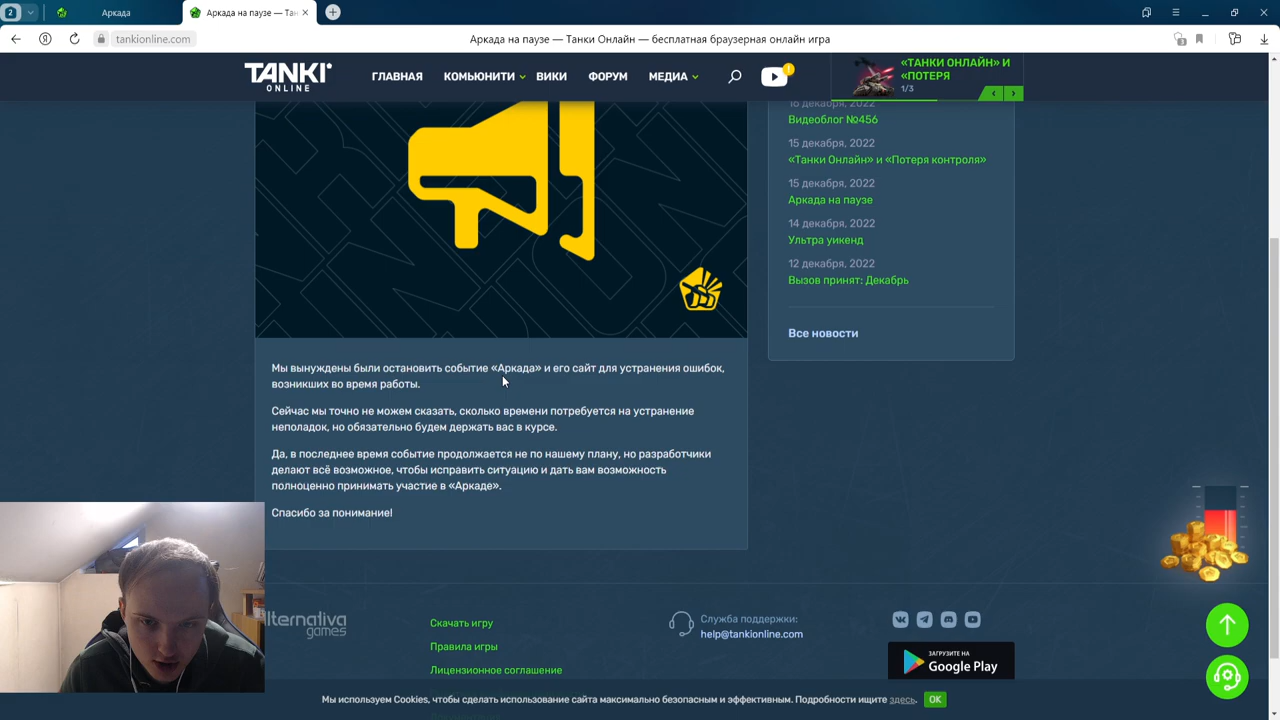 2
Аркада
Аркада на паузе — Тан
tankionline.com
Аркада на паузе — Танки Онлайн — бесплатная браузерная онлайн игра
TANKI
ONLINE
ГЛАВНАЯ
КОМЬЮНИТИ
ВИКИ
ФОРУМ
МЕДИА
!
«ТАНКИ ОНЛАЙН» И
«ПОТЕРЯ
1/3
16 декабря, 2022
Видеоблог №456
15 декабря, 2022
«Танки Онлайн» и «Потеря контроля»
15 декабря, 2022
Аркада на паузе
14 декабря, 2022
Ультра уикенд
12 декабря, 2022
Вызов принят: Декабрь
Все новости
Мы вынуждены были остановить событие «Аркада» и его сайт для устранения ошибок,
возникших во время работы.
Сейчас мы точно не можем сказать, сколько времени потребуется на устранение
неполадок, но обязательно будем держать вас в курсе.
Да, в последнее время событие продолжается не по нашему плану, но разработчики
делают всё возможное, чтобы исправить ситуацию и дать вам возможность
полноценно принимать участие в «Аркаде».
Спасибо за понимание!
lternativa
games
Скачать игру
Правила игры
Лицензионное соглашение
Служба поддержки:
help@tankionline.com
ЗАГРУЗИТЕ НА
Google Play
Мы используем Cookies, чтобы сделать использование сайта максимально безопасным и эффективным. Подробности ищите здесь.
OK